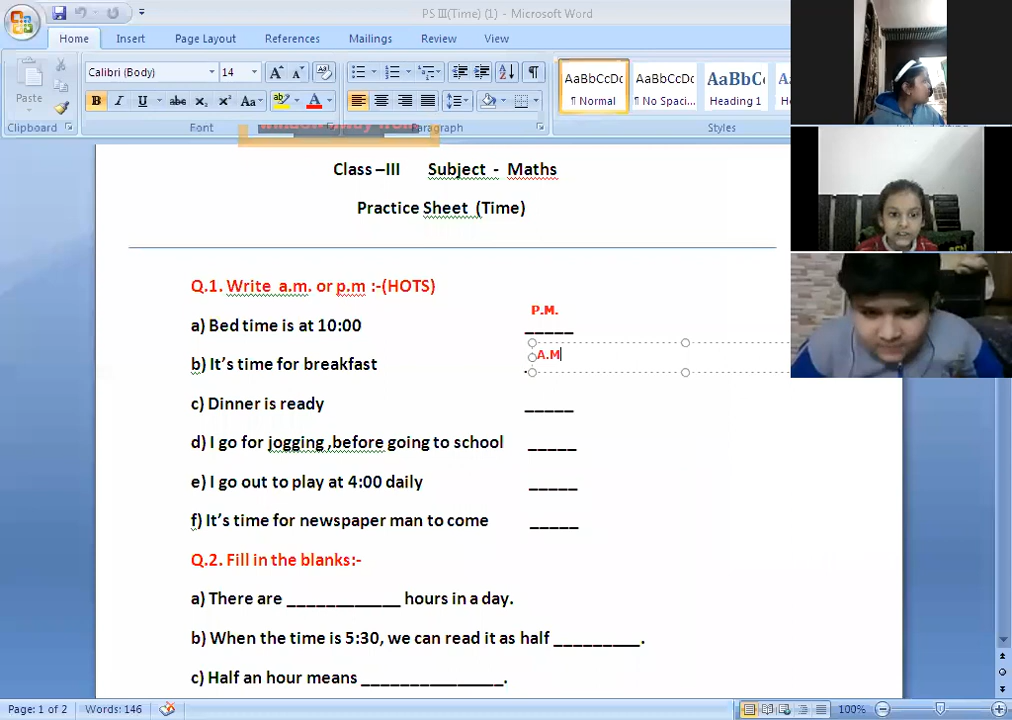 PS III(Time) (1) - Microsoft Word
Home Insert Page Layout References Mailings Review View
Calibri (Body) 14 AaBbCcDc AaBbCcDc AaBbC
Paste B I U abc ¶ Normal ¶ No Spaci... Heading 1
Clipboard Font Paragraph Styles
Class –III Subject - Maths
Practice Sheet (Time)
Q.1. Write a.m. or p.m :-(HOTS)
P.M.
a) Bed time is at 10:00 _____
A.M
b) It's time for breakfast
c) Dinner is ready _____
d) I go for jogging ,before going to school _____
e) I go out to play at 4:00 daily _____
f) It's time for newspaper man to come _____
Q.2. Fill in the blanks:-
a) There are ____________ hours in a day.
b) When the time is 5:30, we can read it as half _________.
c) Half an hour means _______________.
Page: 1 of 2 Words: 146 100%